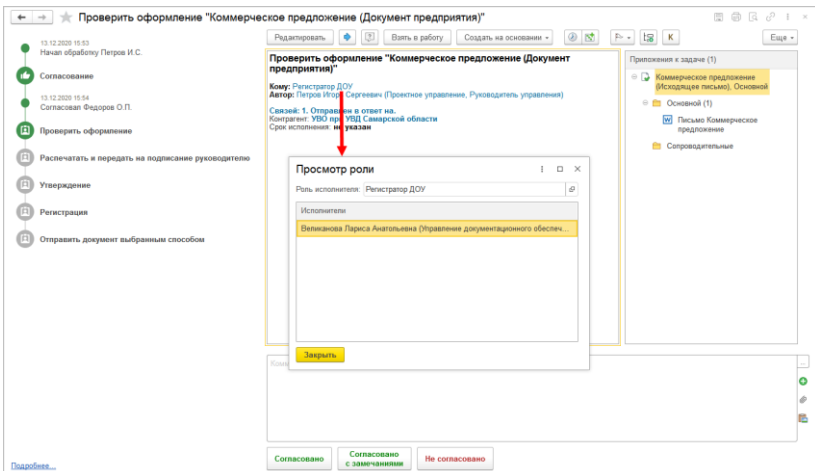 Проверить оформление "Коммерческое предложение (Документ предприятия)"
13.12.2020 15:53
Начал обработку Петров И.С.
Согласование
13.12.2020 15:54
Согласовал Федоров О.П.
Проверить оформление
Распечатать и передать на подписание руководителю
Утверждение
Регистрация
Отправить документ выбранным способом
Подробнее...
Редактировать
Взять в работу
Создать на основании
К
Еще
Проверить оформление "Коммерческое предложение (Документ
предприятия)"
Кому: Регистратор ДОУ
Автор: Петров Игорь Сергеевич (Проектное управление, Руководитель управления)
Связей: 1. Отправлен в ответ на.
Контрагент: УВО при УВД Самарской области
Срок исполнения: не указан
Приложения к задаче (1)
Коммерческое предложение
(Исходящее письмо), Основной
Основной (1)
Письмо Коммерческое
предложение
Сопроводительные
Просмотр роли
Роль исполнителя: Регистратор ДОУ
Исполнители
Великанова Лариса Анатольевна (Управление документационного обеспеч...
Закрыть
...
Согласовано
Согласовано
с замечаниями
Не согласовано